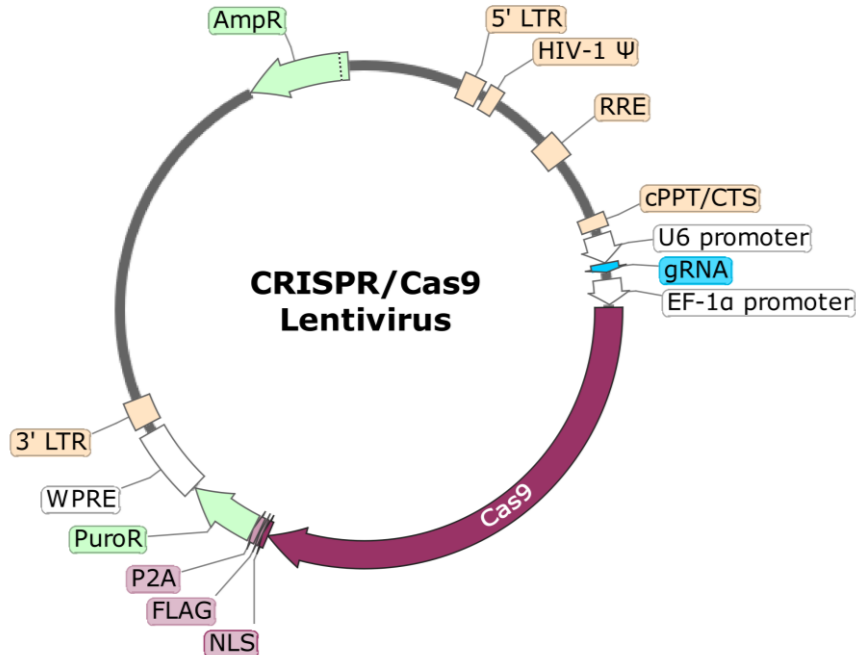 AmpR
5' LTR
HIV-1 Ψ
RRE
cPPT/CTS
U6 promoter
gRNA
EF-1α promoter
CRISPR/Cas9
Lentivirus
Cas9
3' LTR
WPRE
PuroR
P2A
FLAG
NLS